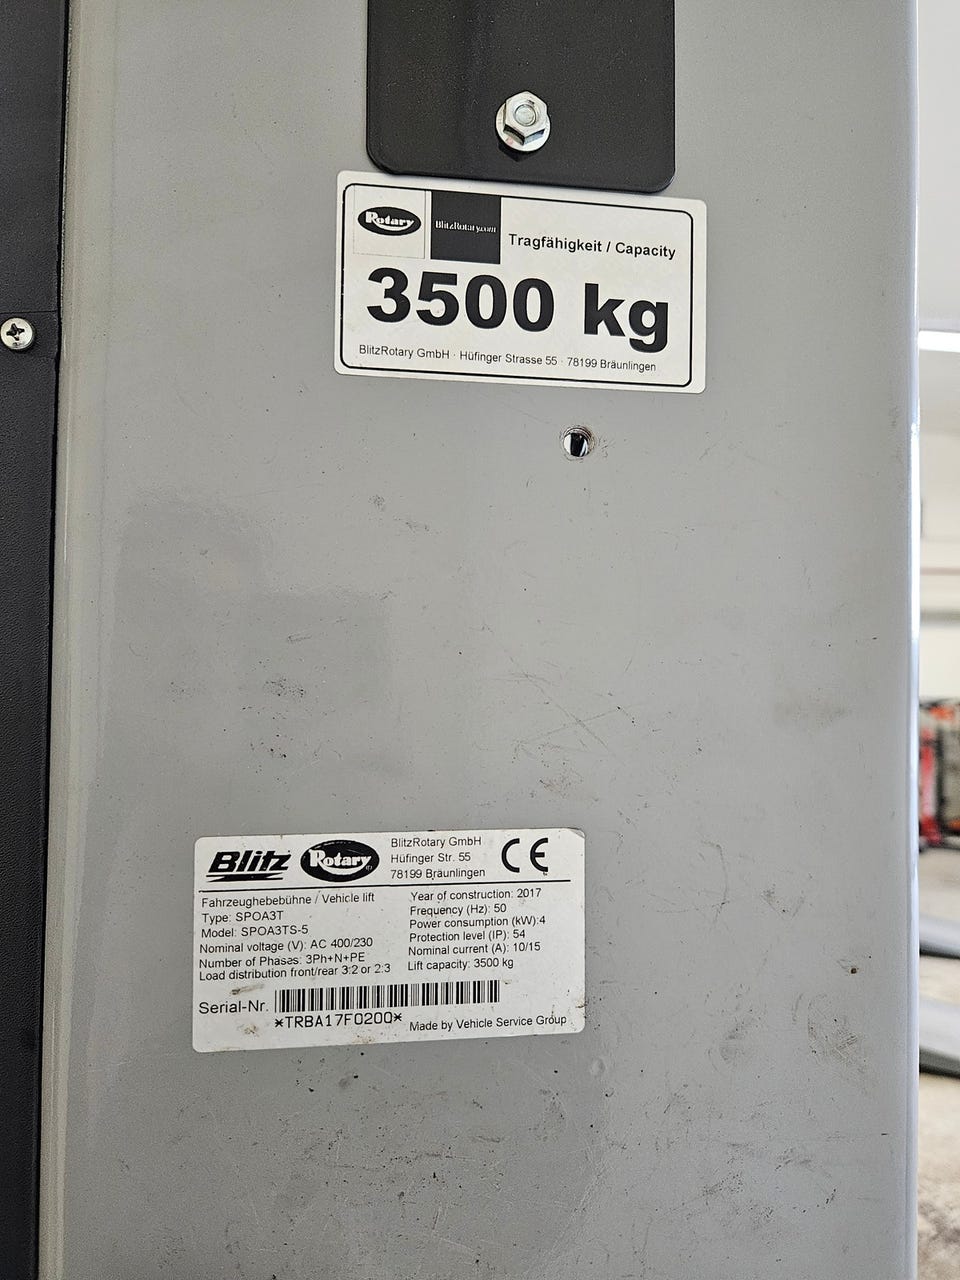 Rotary
BlitzRotary.com
Tragfähigkeit / Capacity
3500 kg
BlitzRotary GmbH · Hüfinger Strasse 55 · 78199 Bräunlingen
Blitz
Rotary
BlitzRotary GmbH
Hüfinger Str. 55
78199 Bräunlingen
CE
Fahrzeughebebühne / Vehicle lift
Type: SPOA3T
Model: SPOA3TS-5
Nominal voltage (V): AC 400/230
Number of Phases: 3Ph+N+PE
Load distribution front/rear 3:2 or 2:3
Year of construction: 2017
Frequency (Hz): 50
Power consumption (kW):4
Protection level (IP): 54
Nominal current (A): 10/15
Lift capacity: 3500 kg
Serial-Nr.
*TRBA17F0200*
Made by Vehicle Service Group